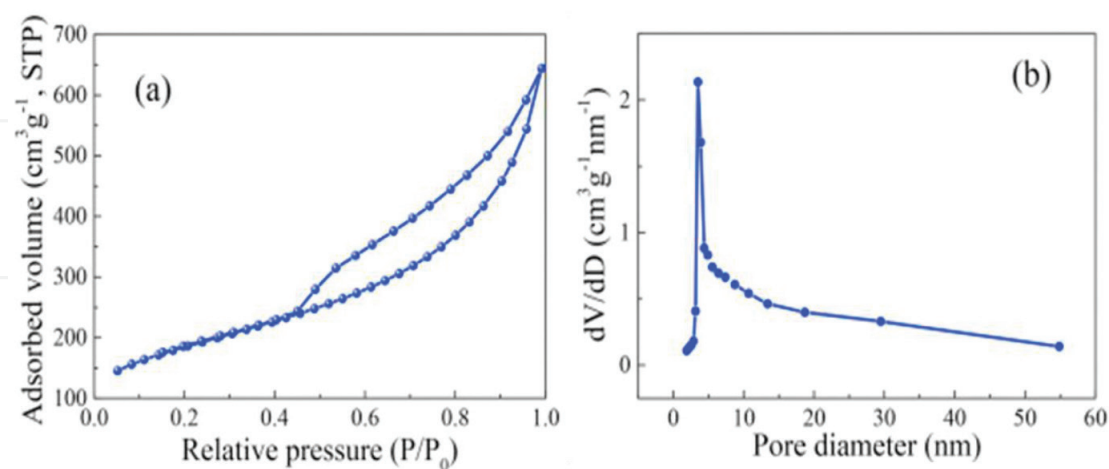 (a)
Adsorbed volume (cm³g⁻¹, STP)
700
600
500
400
300
200
100
0.0 0.2 0.4 0.6 0.8 1.0
Relative pressure (P/P₀)
(b)
dV/dD (cm³g⁻¹nm⁻¹)
2
1
0
0 10 20 30 40 50 60
Pore diameter (nm)